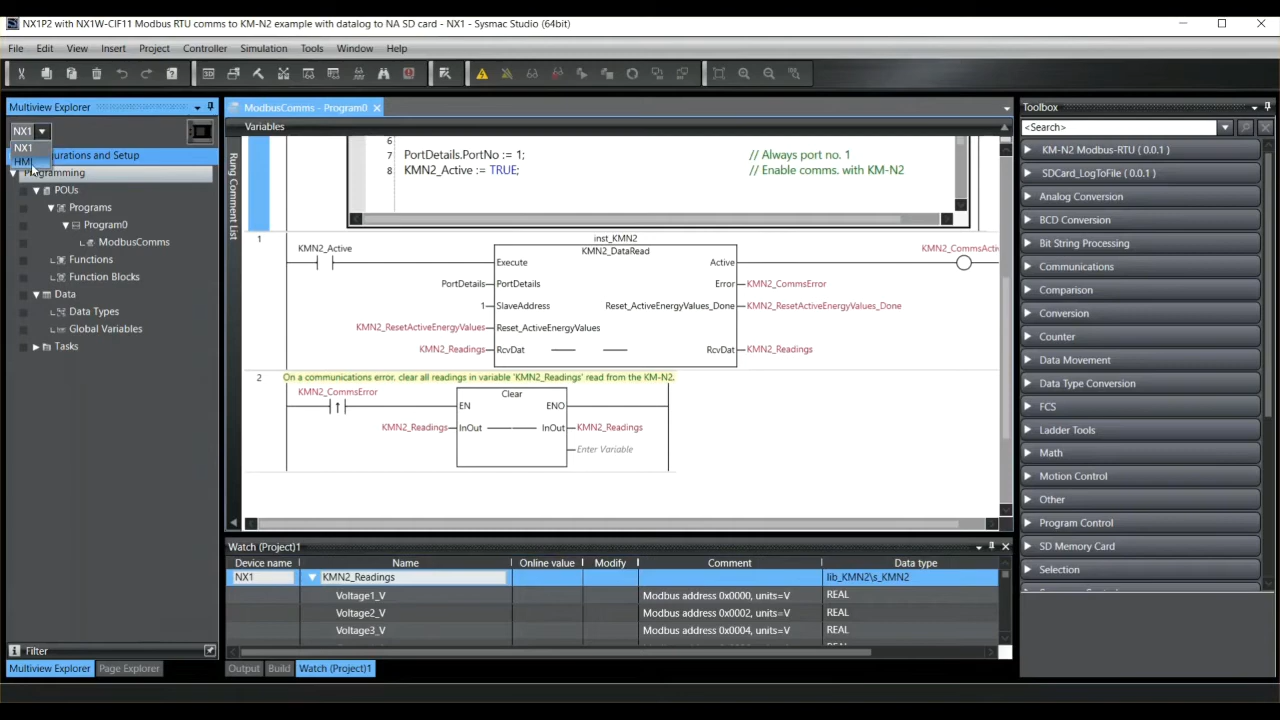 NX1P2 with NX1W-CIF11 Modbus RTU comms to KM-N2 example with datalog to NA SD card - NX1 - Sysmac Studio (64bit)
File Edit View Insert Project Controller Simulation Tools Window Help
Multiview Explorer
NX1
NX1
HMI
urations and Setup
Programming
POUs
Programs
Program0
ModbusComms
Functions
Function Blocks
Data
Data Types
Global Variables
Tasks
Filter
Multiview Explorer Page Explorer
ModbusComms - Program0
Variables
Rung Comment List
6
7 PortDetails.PortNo := 1; // Always port no. 1
8 KMN2_Active := TRUE; // Enable comms. with KM-N2
1
inst_KMN2
KMN2_Active KMN2_DataRead KMN2_CommsActi
Execute Active
PortDetails PortDetails Error KMN2_CommsError
1 SlaveAddress Reset_ActiveEnergyValues_Done KMN2_ResetActiveEnergyValues_Done
KMN2_ResetActiveEnergyValues Reset_ActiveEnergyValues
KMN2_Readings RcvDat RcvDat KMN2_Readings
2 On a communications error, clear all readings in variable 'KMN2_Readings' read from the KM-N2.
KMN2_CommsError Clear
EN ENO
KMN2_Readings InOut InOut KMN2_Readings
Enter Variable
Watch (Project)1
Device name Name Online value Modify Comment Data type
NX1 KMN2_Readings lib_KMN2\s_KMN2
Voltage1_V Modbus address 0x0000, units=V REAL
Voltage2_V Modbus address 0x0002, units=V REAL
Voltage3_V Modbus address 0x0004, units=V REAL
Output Build Watch (Project)1
Toolbox
<Search>
KM-N2 Modbus-RTU ( 0.0.1 )
SDCard_LogToFile ( 0.0.1 )
Analog Conversion
BCD Conversion
Bit String Processing
Communications
Comparison
Conversion
Counter
Data Movement
Data Type Conversion
FCS
Ladder Tools
Math
Motion Control
Other
Program Control
SD Memory Card
Selection